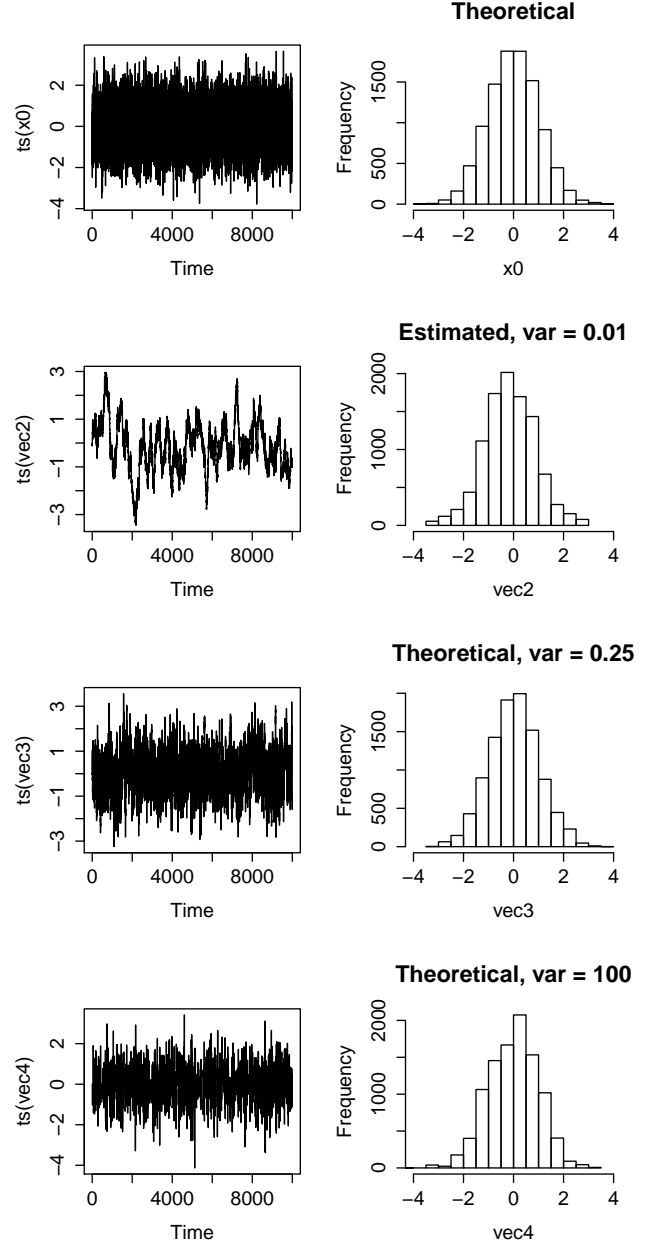 Theoretical
ts(x0)
2
0
−2
−4
0 4000 8000
Time
Frequency
1500
500
0
−4 −2 0 2 4
x0
Estimated, var = 0.01
ts(vec2)
3
1
−1
−3
0 4000 8000
Time
Frequency
2000
1000
0
−4 −2 0 2 4
vec2
Theoretical, var = 0.25
ts(vec3)
3
1
−1
−3
0 4000 8000
Time
Frequency
1500
500
0
−4 −2 0 2 4
vec3
Theoretical, var = 100
ts(vec4)
2
0
−2
−4
0 4000 8000
Time
Frequency
2000
1000
0
−4 −2 0 2 4
vec4